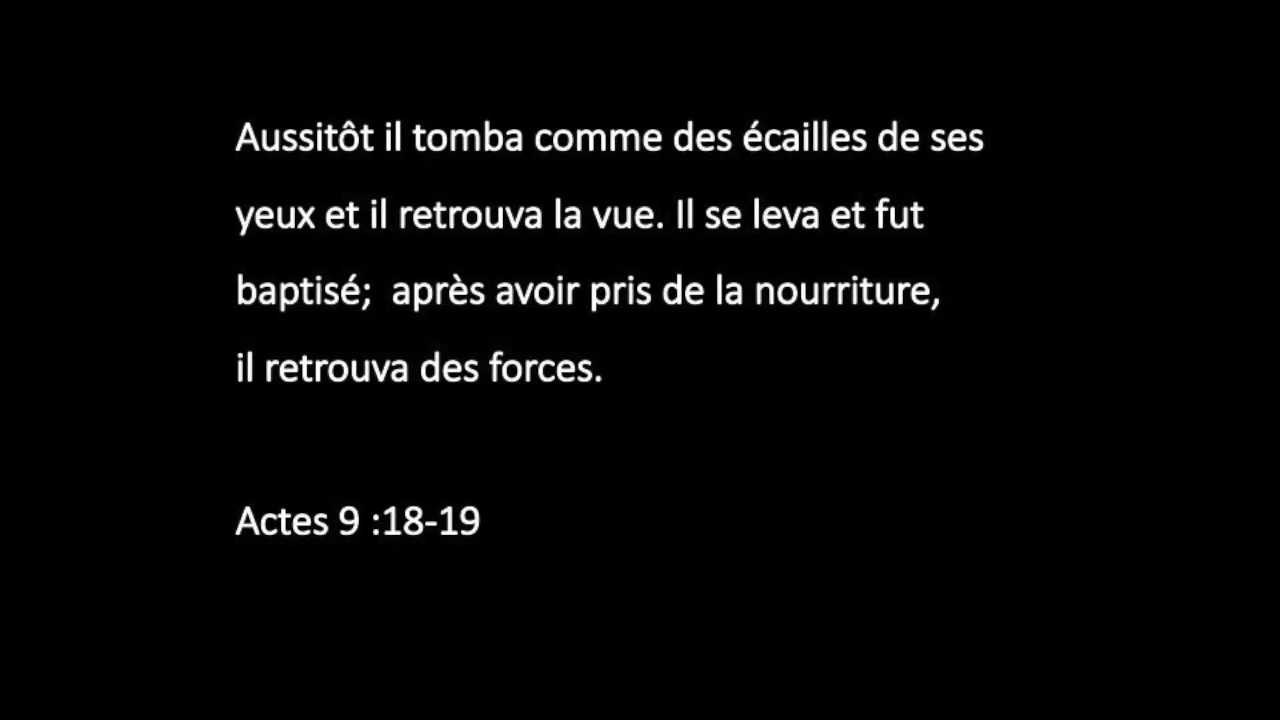 Aussitôt il tomba comme des écailles de ses
yeux et il retrouva la vue. Il se leva et fut
baptisé;  après avoir pris de la nourriture,
il retrouva des forces.
Actes 9 :18-19